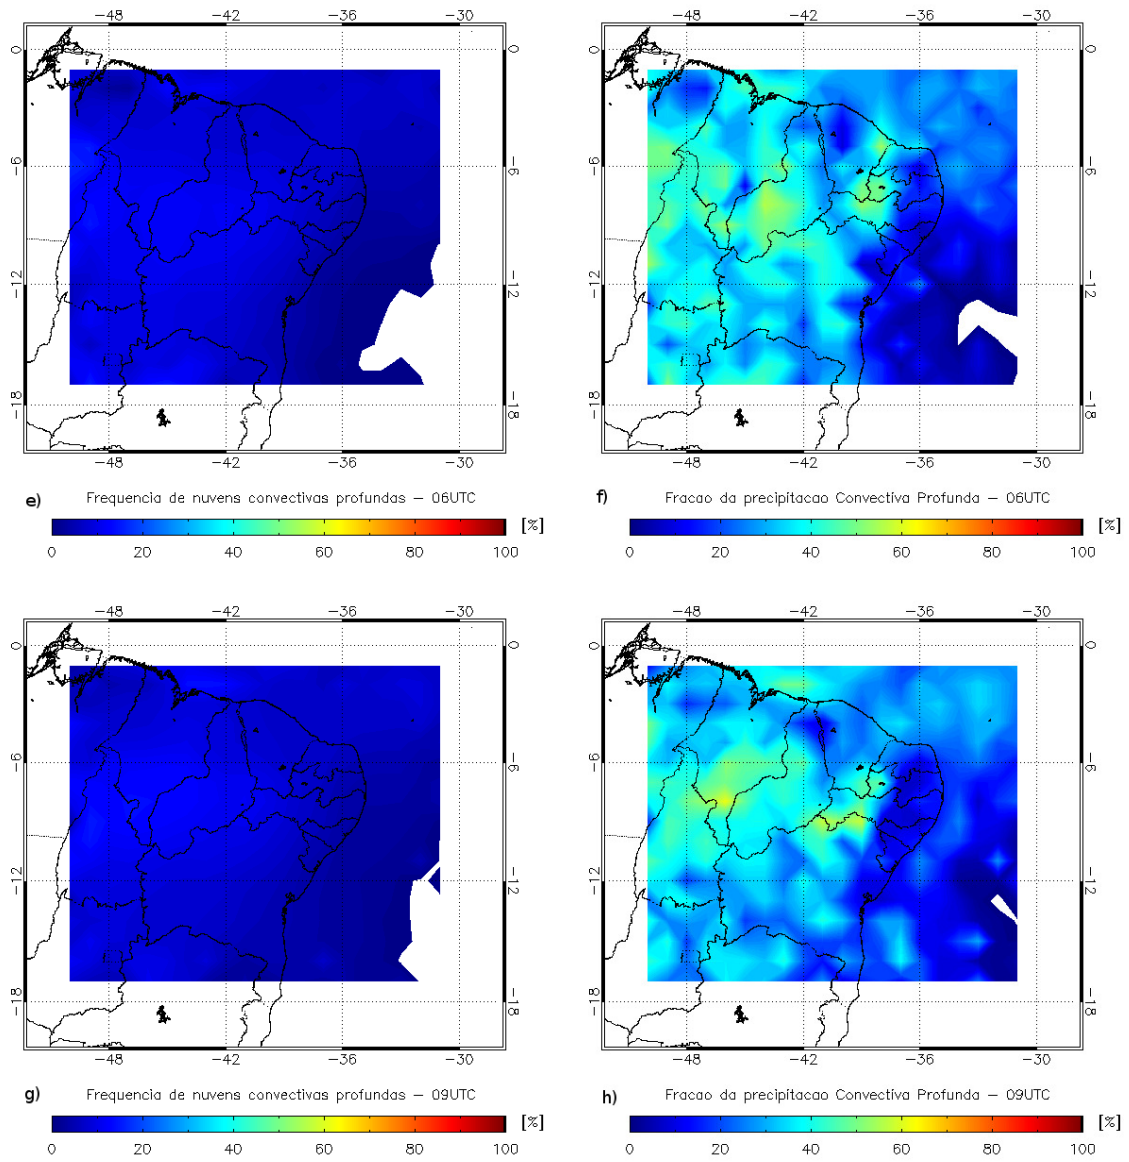 −48 −42 −36 −30
0 0
−6 −6
−12 −12
−18 −18
−48 −42 −36 −30
e) Frequencia de nuvens convectivas profundas − 06UTC
[%]
0 20 40 60 80 100
−48 −42 −36 −30
0 0
−6 −6
−12 −12
−18 −18
−48 −42 −36 −30
f) Fracao da precipitacao Convectiva Profunda − 06UTC
[%]
0 20 40 60 80 100
−48 −42 −36 −30
0 0
−6 −6
−12 −12
−18 −18
−48 −42 −36 −30
g) Frequencia de nuvens convectivas profundas − 09UTC
[%]
0 20 40 60 80 100
−48 −42 −36 −30
0 0
−6 −6
−12 −12
−18 −18
−48 −42 −36 −30
h) Fracao da precipitacao Convectiva Profunda − 09UTC
[%]
0 20 40 60 80 100